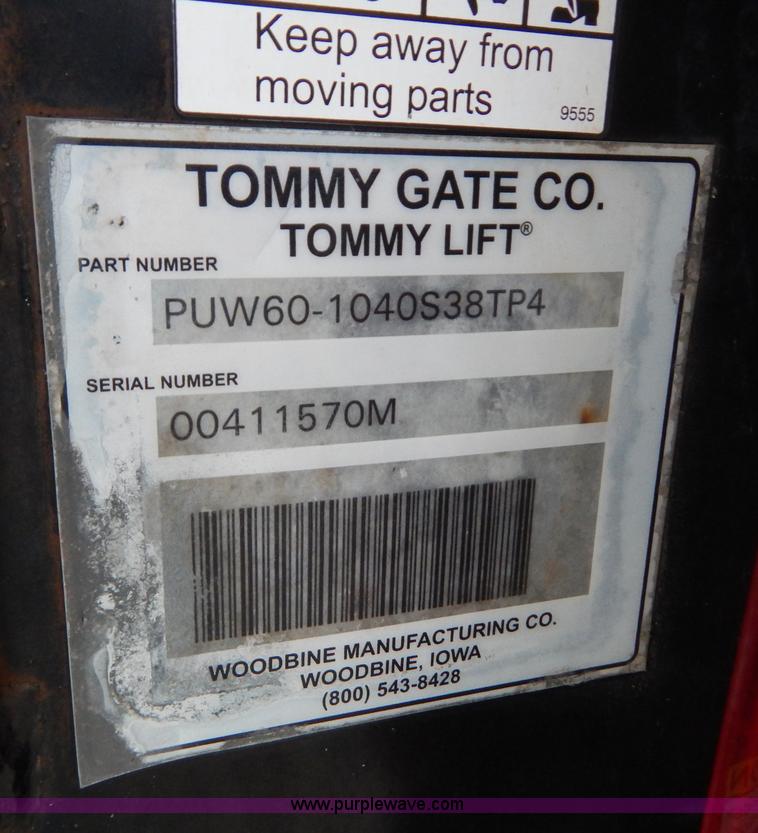 Keep away from
moving parts
9555
TOMMY GATE CO.
TOMMY LIFT®
PART NUMBER
PUW60-1040S38TP4
SERIAL NUMBER
00411570M
WOODBINE MANUFACTURING CO.
WOODBINE, IOWA
(800) 543-8428
www.purplewave.com